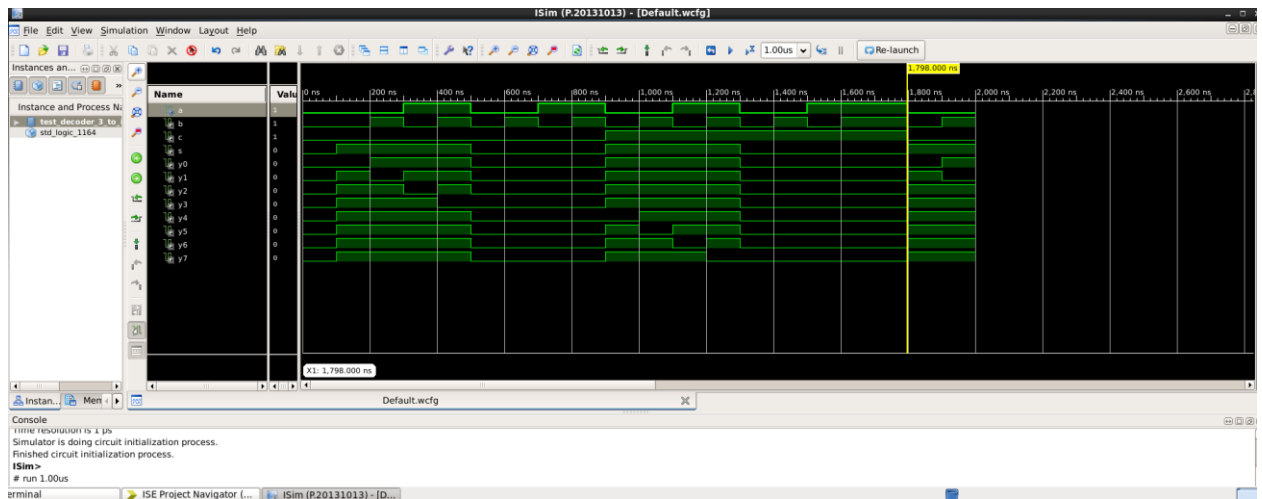 ISim (P.20131013) - [Default.wcfg]
File Edit View Simulation Window Layout Help
1.00us
Re-launch
Instances an...
Instance and Process Na
test_decoder_3_to_
std_logic_1164
Name
Valu
1,798.000 ns
0 ns 200 ns 400 ns 600 ns 800 ns 1,000 ns 1,200 ns 1,400 ns 1,600 ns 1,800 ns 2,000 ns 2,200 ns 2,400 ns 2,600 ns
a 1
b 1
c 1
s 0
y0 0
y1 0
y2 0
y3 0
y4 0
y5 0
y6 0
y7 0
X1: 1,798.000 ns
Instan... Men
Default.wcfg
Console
Time resolution is 1 ps
Simulator is doing circuit initialization process.
Finished circuit initialization process.
ISim>
# run 1.00us
erminal
ISE Project Navigator (...
ISim (P.20131013) - [D...